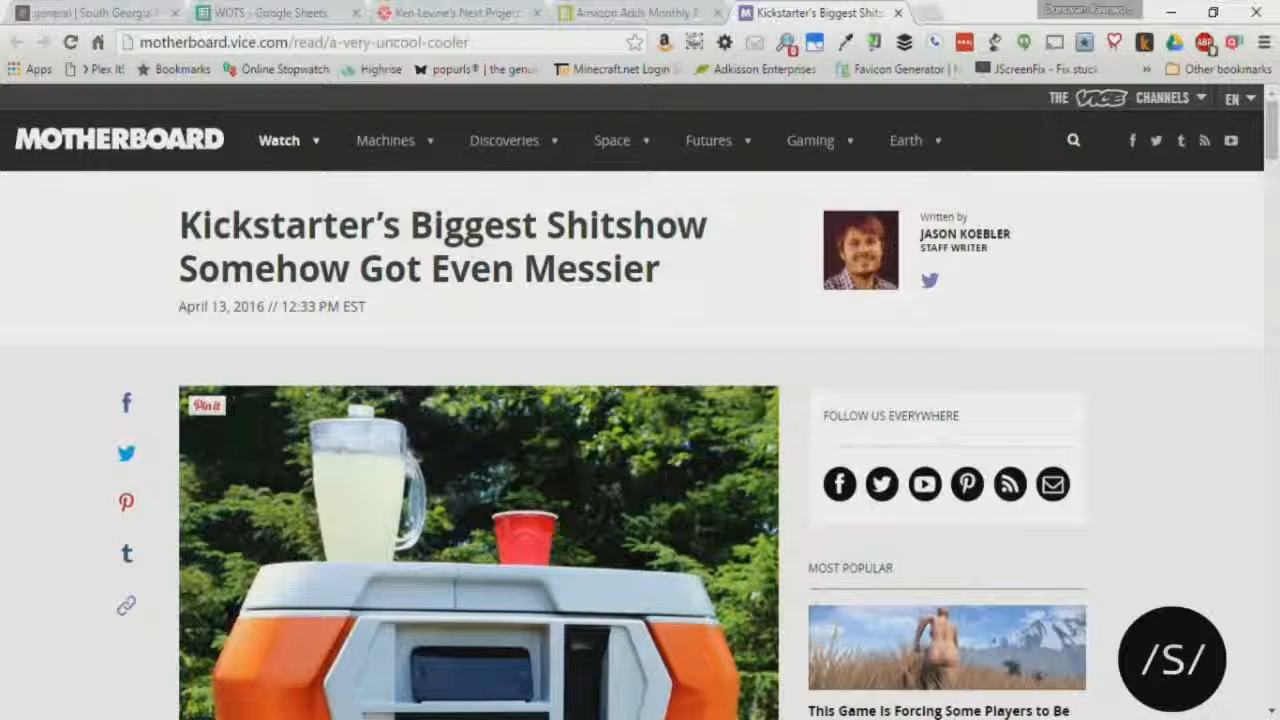 general | South Georgia
WOTS - Google Sheets
Ken Levine's Next Project
Amazon Adds Monthly
Kickstarter's Biggest Shits
motherboard.vice.com/read/a-very-uncool-cooler
Apps
> Plex It!
Bookmarks
Online Stopwatch
Highrise
popurls® | the genu
Minecraft.net Login
Adkisson Enterprises
Favicon Generator |
JScreenFix - Fix stuck
»
Other bookmarks
THE VICE CHANNELS
EN
MOTHERBOARD
Watch
Machines
Discoveries
Space
Futures
Gaming
Earth
Kickstarter's Biggest Shitshow
Somehow Got Even Messier
April 13, 2016 // 12:33 PM EST
Written by
JASON KOEBLER
STAFF WRITER
Pin it
FOLLOW US EVERYWHERE
MOST POPULAR
This Game Is Forcing Some Players to Be
/S/